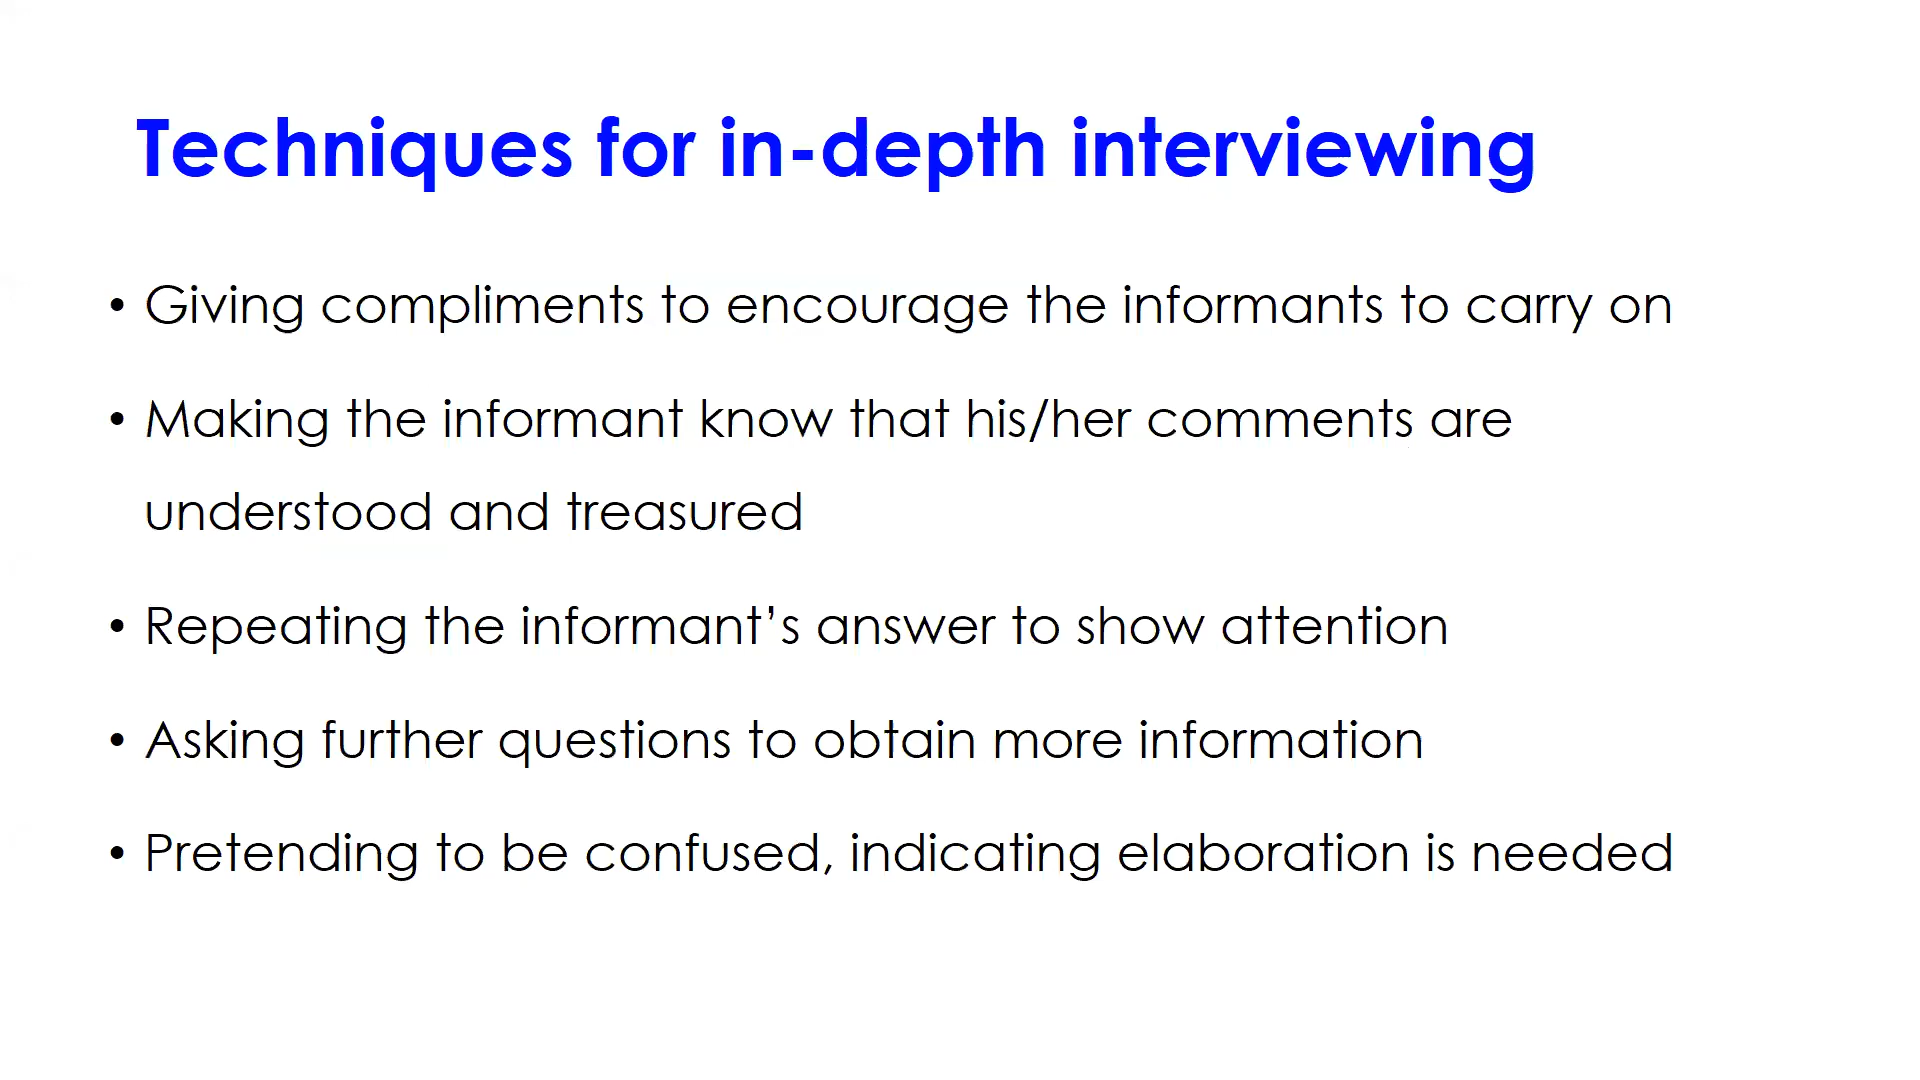 Techniques for in-depth interviewing
• Giving compliments to encourage the informants to carry on
• Making the informant know that his/her comments are
understood and treasured
• Repeating the informant’s answer to show attention
• Asking further questions to obtain more information
• Pretending to be confused, indicating elaboration is needed